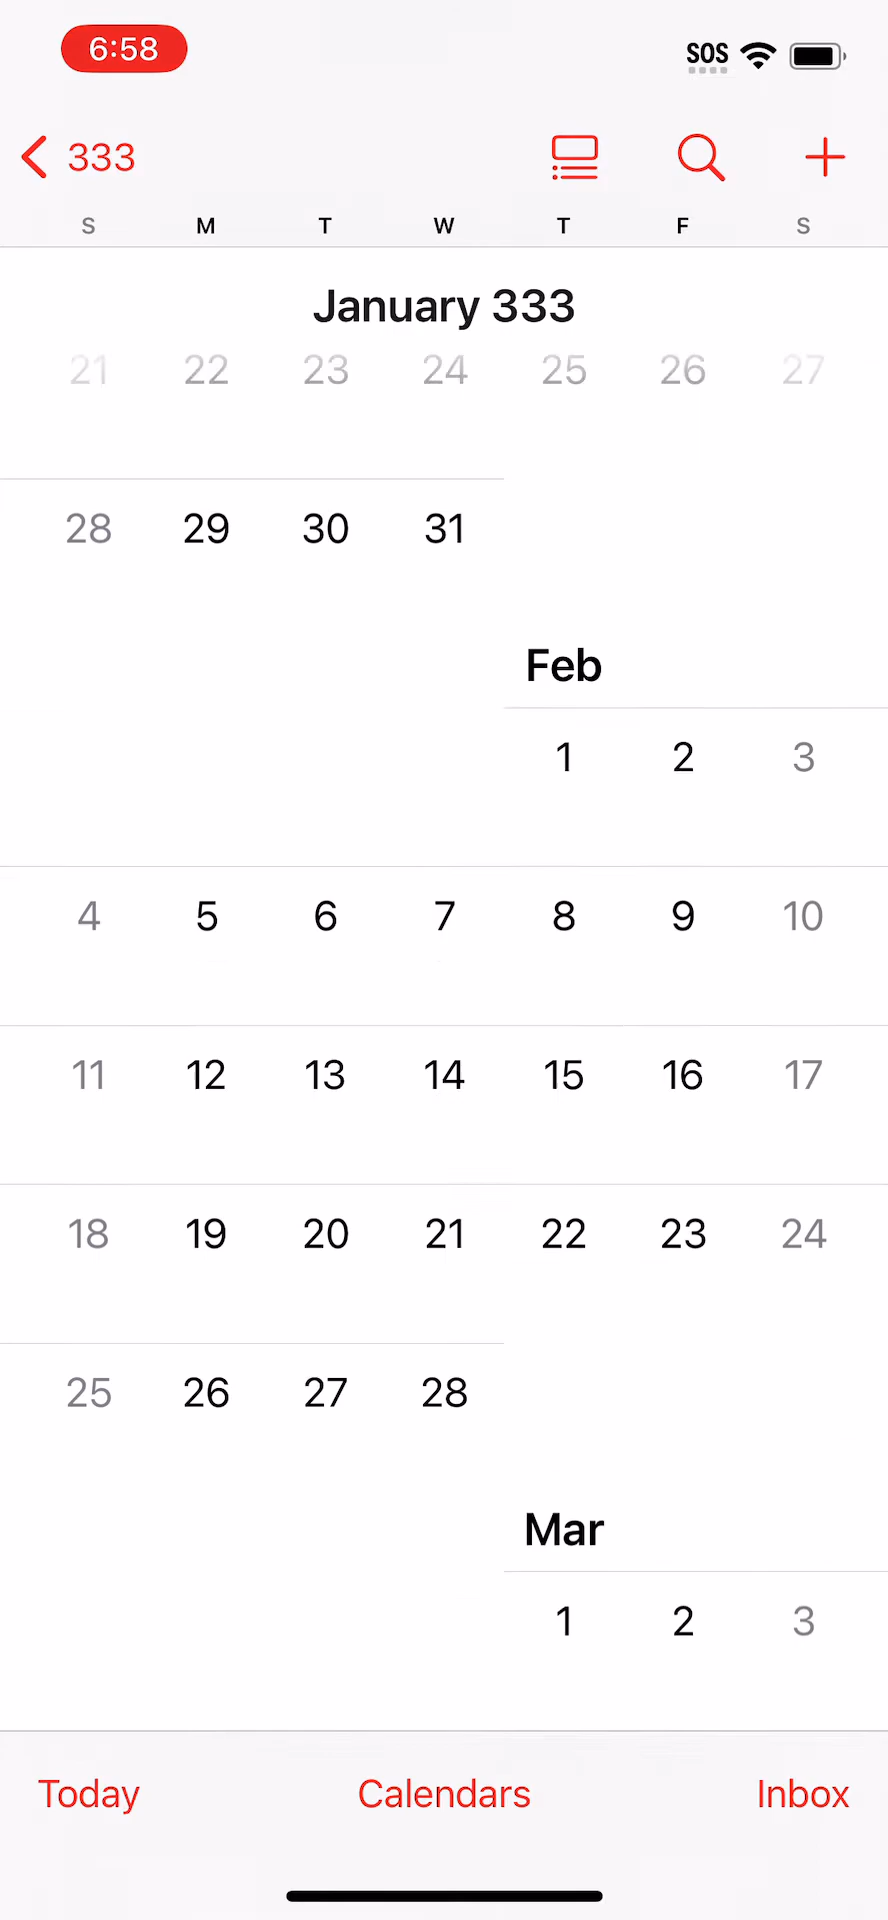 6:58 SOS
333
S M T W T F S
January 333
21 22 23 24 25 26 27
28 29 30 31
Feb
1 2 3
4 5 6 7 8 9 10
11 12 13 14 15 16 17
18 19 20 21 22 23 24
25 26 27 28
Mar
1 2 3
Today Calendars Inbox